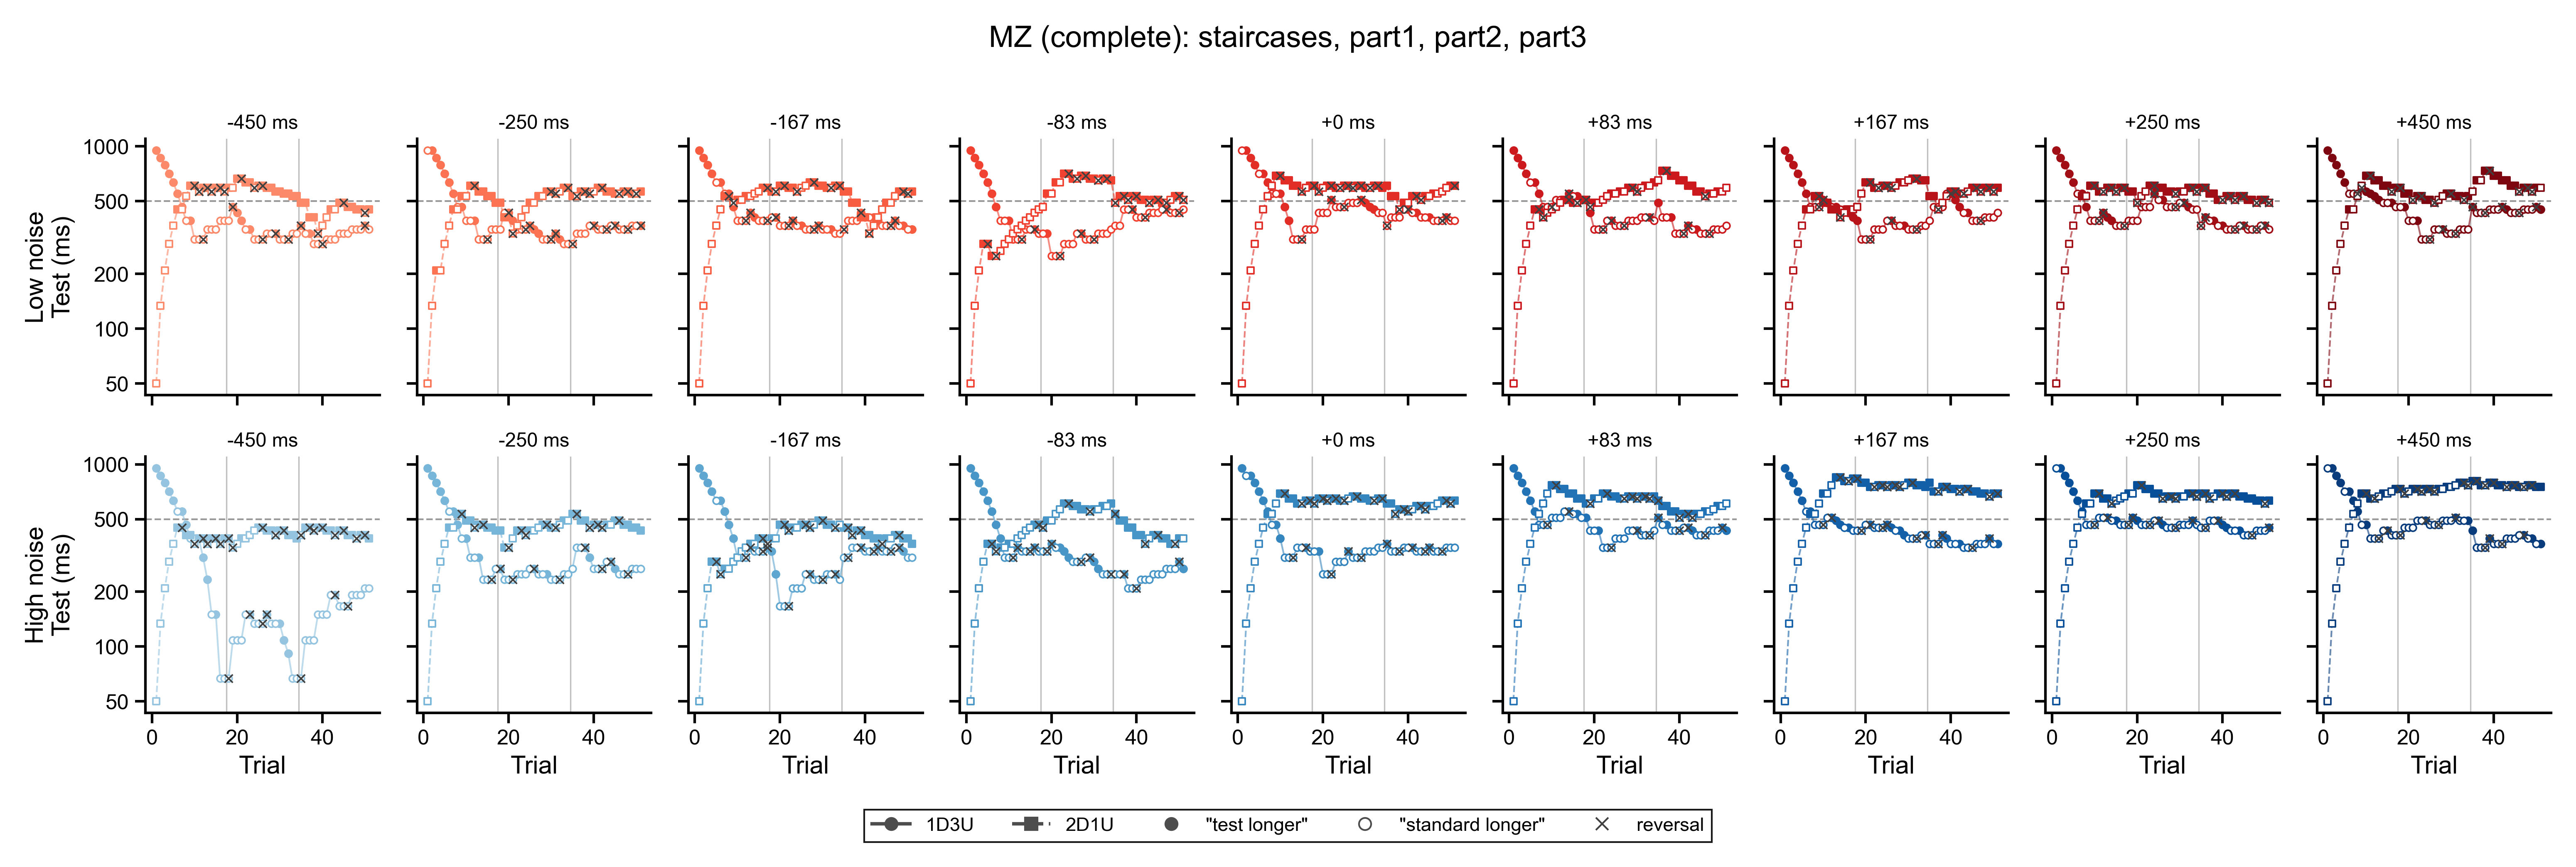 MZ (complete): staircases, part1, part2, part3
-450 ms
-250 ms
-167 ms
-83 ms
+0 ms
+83 ms
+167 ms
+250 ms
+450 ms
Low noise
Test (ms)
1000
500
200
100
50
0
20
40
-450 ms
-250 ms
-167 ms
-83 ms
+0 ms
+83 ms
+167 ms
+250 ms
+450 ms
High noise
Test (ms)
1000
500
200
100
50
0 20 40
0 20 40
0 20 40
0 20 40
0 20 40
0 20 40
0 20 40
0 20 40
0 20 40
Trial
Trial
Trial
Trial
Trial
Trial
Trial
Trial
Trial
1D3U
2D1U
"test longer"
"standard longer"
reversal